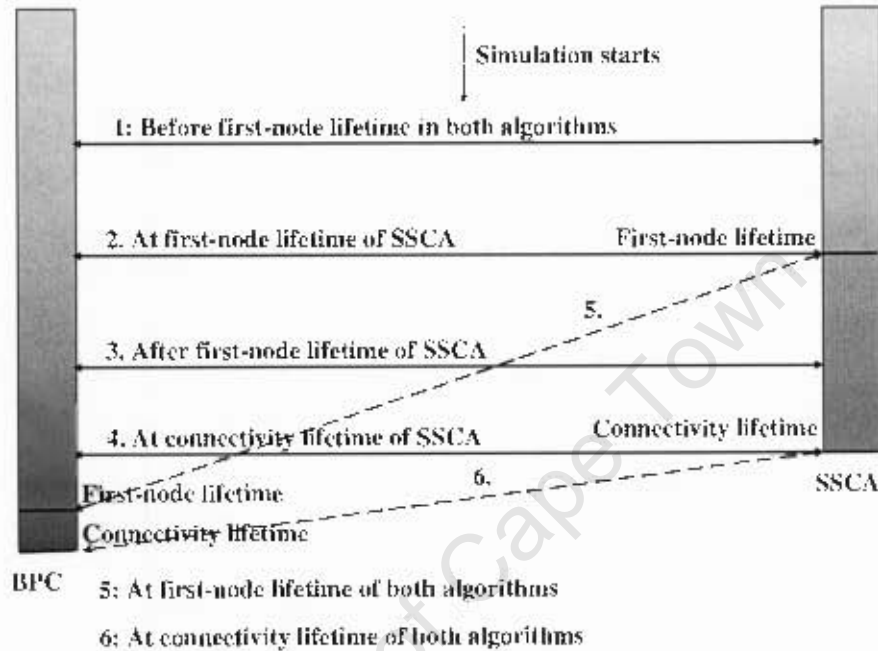 Simulation starts
1: Before first-node lifetime in both algorithms
2. At first-node lifetime of SSCA
First-node lifetime
5.
3. After first-node lifetime of SSCA
4. At connectivity lifetime of SSCA
Connectivity lifetime
6.
First-node lifetime
SSCA
Connectivity lifetime
BPC
5: At first-node lifetime of both algorithms
6: At connectivity lifetime of both algorithms
of Cape Town